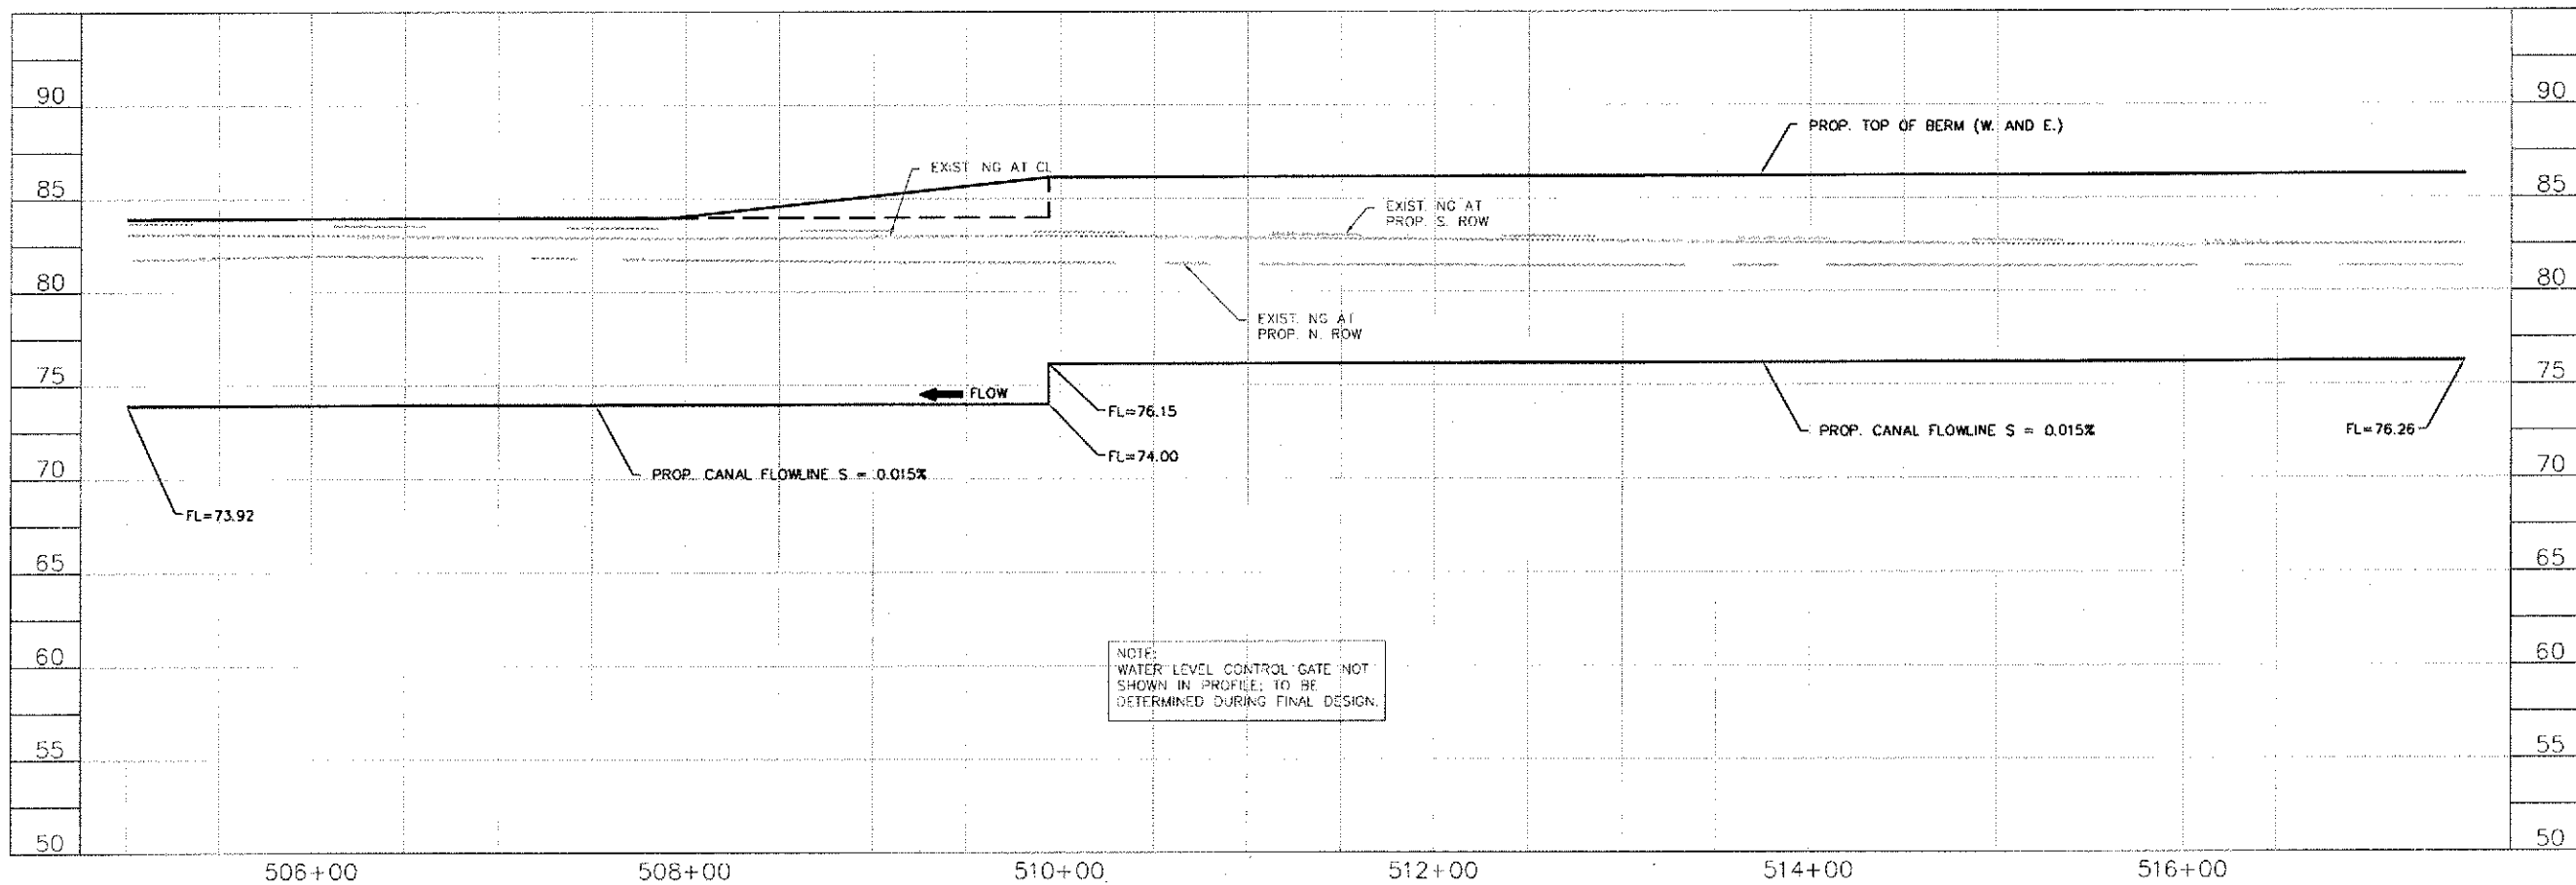 90
90
PROP. TOP OF BERM (W. AND E.)
EXIST NG AT CL
85
85
EXIST. NG AT
PROP. S. ROW
80
80
EXIST. NG AT
PROP. N. ROW
75
75
FLOW
FL=76.15
PROP. CANAL FLOWLINE S = 0.015%
FL=76.26
FL=74.00
70
70
PROP. CANAL FLOWLINE S = 0.015%
FL=73.92
65
65
60
60
NOTE:
WATER LEVEL CONTROL GATE NOT
SHOWN IN PROFILE; TO BE
DETERMINED DURING FINAL DESIGN.
55
55
50
50
506+00
508+00
510+00
512+00
514+00
516+00